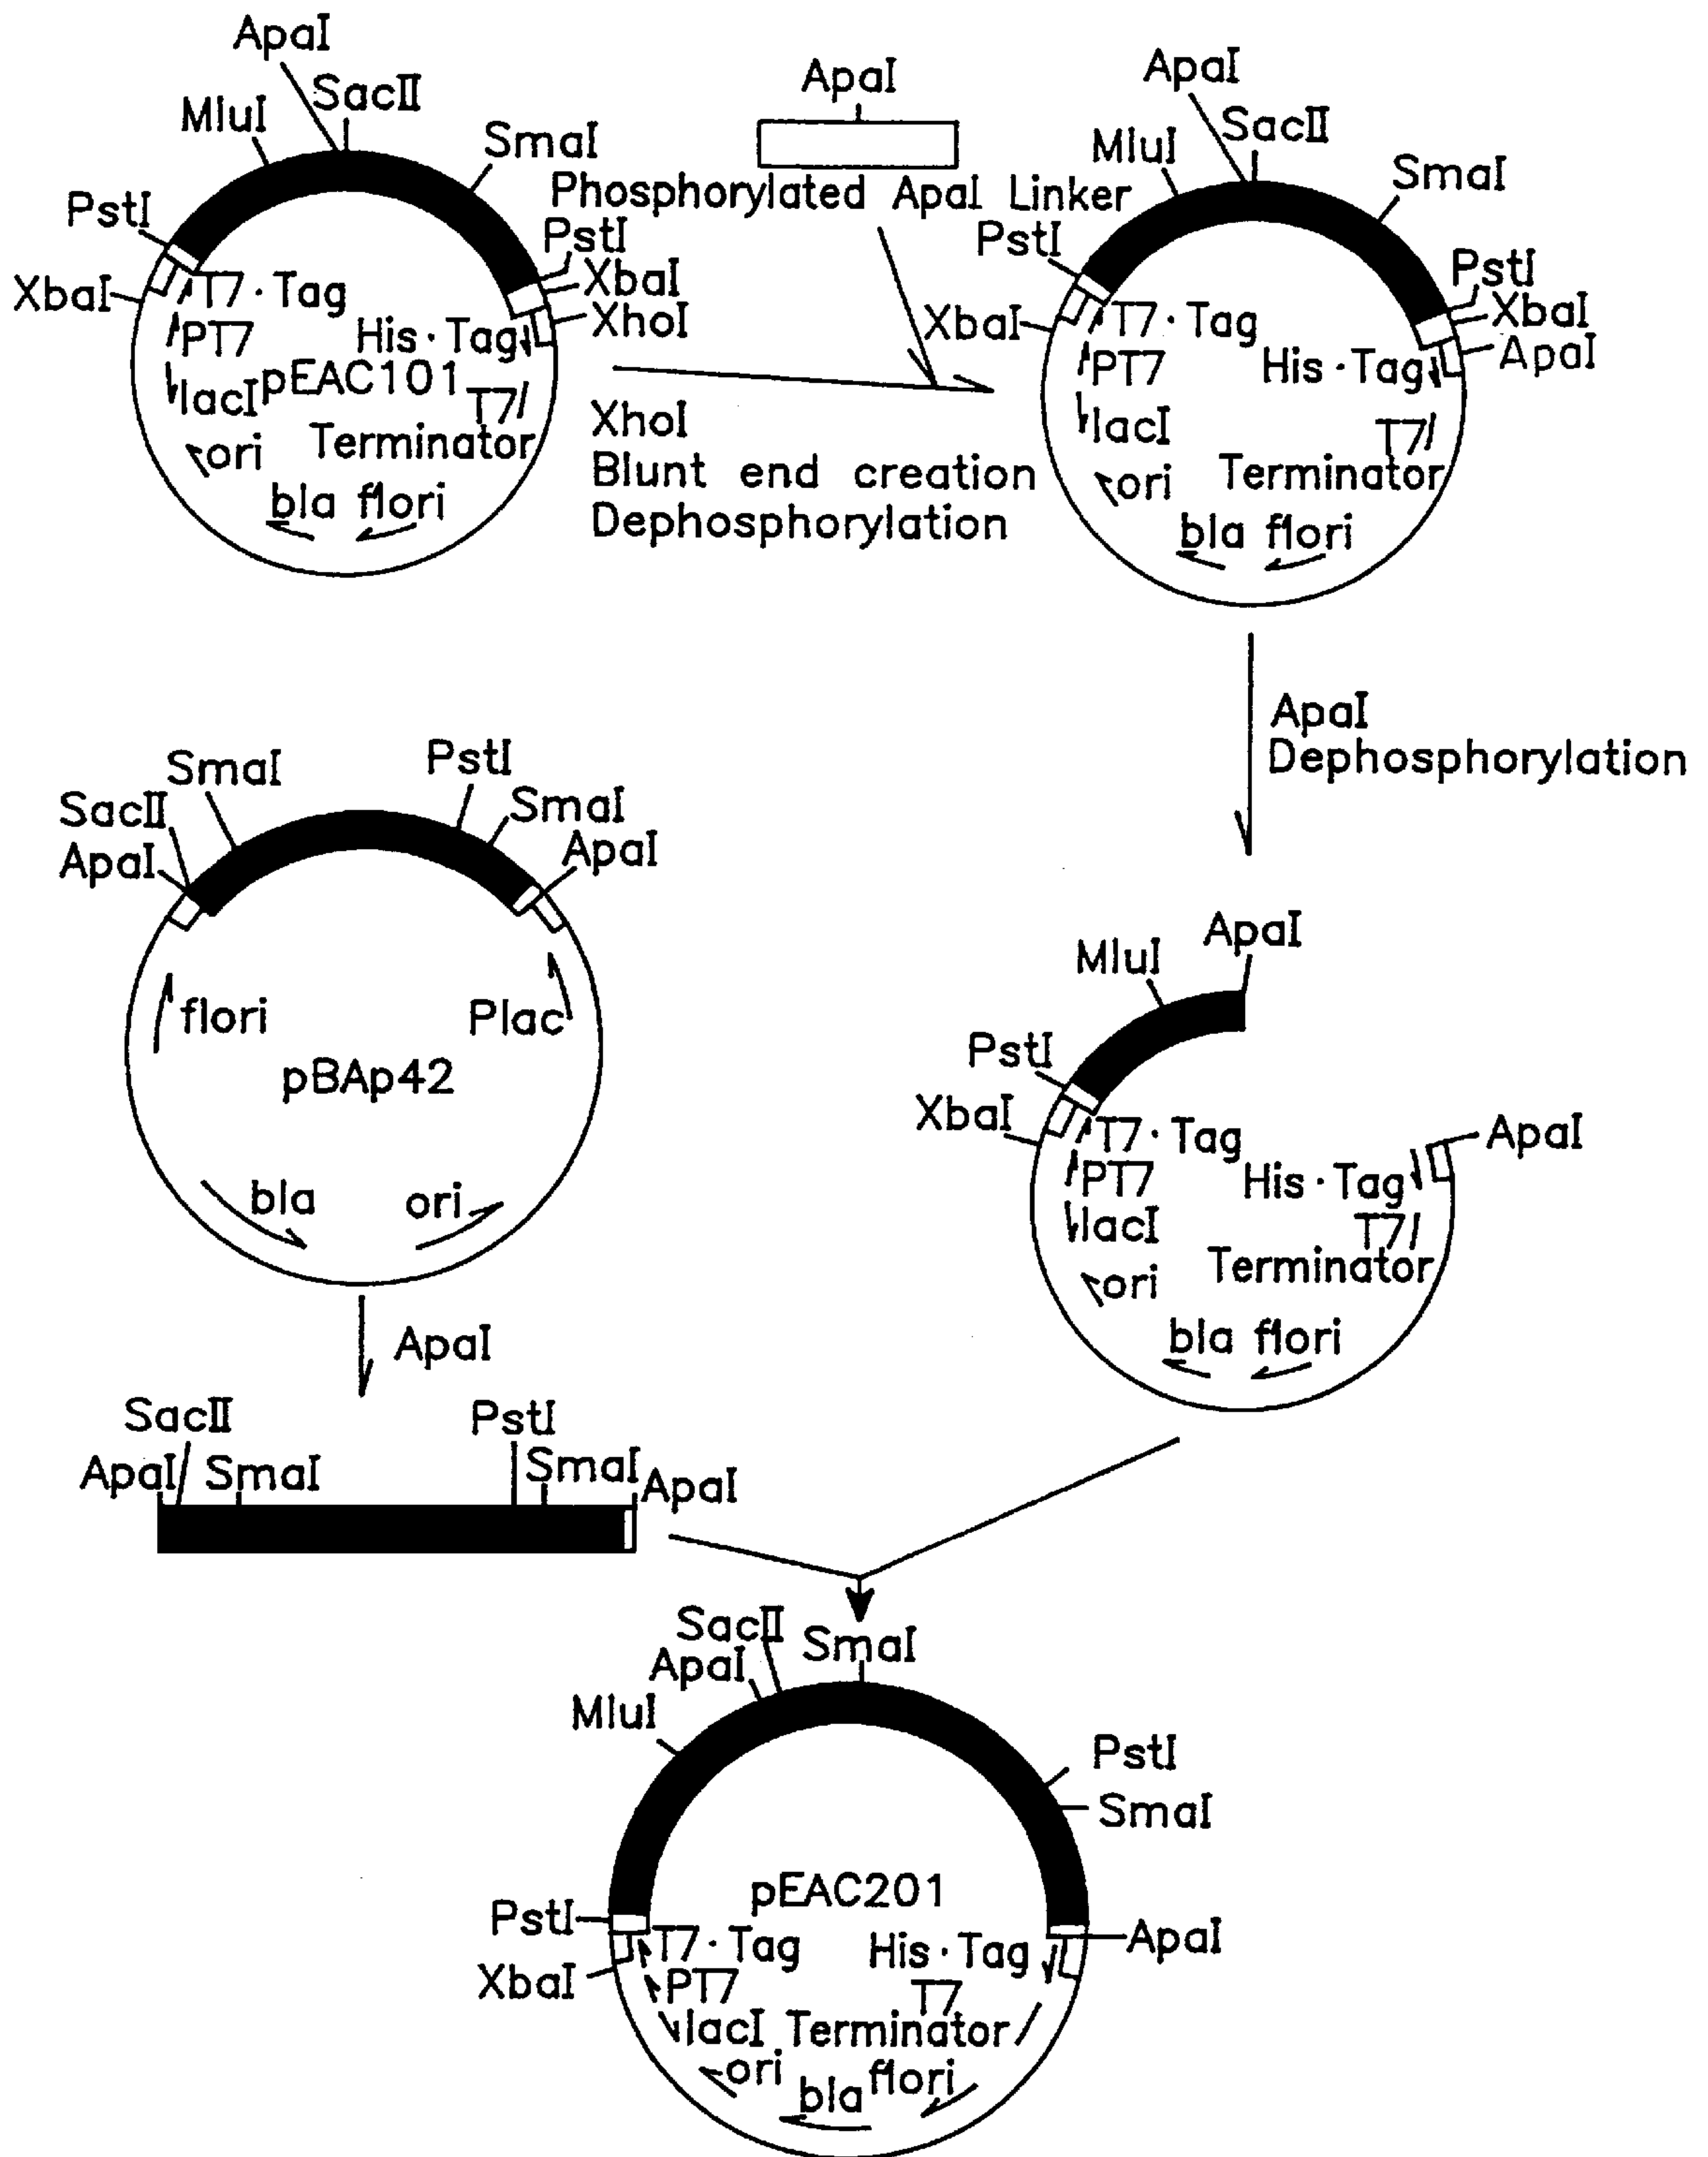 ApaI
SacII
MluI
SmaI
PstI
XbaI
PstI
XbaI
XhoI
T7·Tag
PT7
His·Tag
lacI
pEAC101
T7
Terminator
ori
bla
flori
ApaI
Phosphorylated ApaI Linker
XhoI
Blunt end creation
Dephosphorylation
ApaI
SacII
MluI
SmaI
PstI
XbaI
PstI
XbaI
ApaI
T7·Tag
PT7
His·Tag
lacI
T7
Terminator
ori
bla
flori
ApaI
Dephosphorylation
SmaI
PstI
SacII
SmaI
ApaI
ApaI
flori
Plac
pBAp42
bla
ori
ApaI
ApaI
MluI
PstI
XbaI
ApaI
T7·Tag
PT7
His·Tag
lacI
T7
Terminator
ori
bla
flori
SacII
PstI
ApaI
SmaI
SmaI
ApaI
SacII
SmaI
ApaI
MluI
PstI
SmaI
pEAC201
PstI
XbaI
ApaI
T7·Tag
His·Tag
PT7
T7
lacI
Terminator
ori
bla
flori